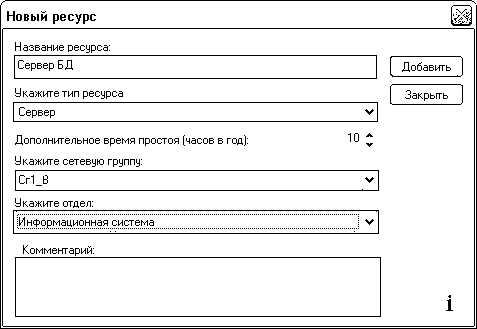 Новый ресурс
Название ресурса:
Сервер БД
Добавить
Укажите тип ресурса
Закрыть
Сервер
Дополнительное время простоя (часов в год): 10
Укажите сетевую группу:
Сг1_В
Укажите отдел:
Информационная система
Комментарий:
i